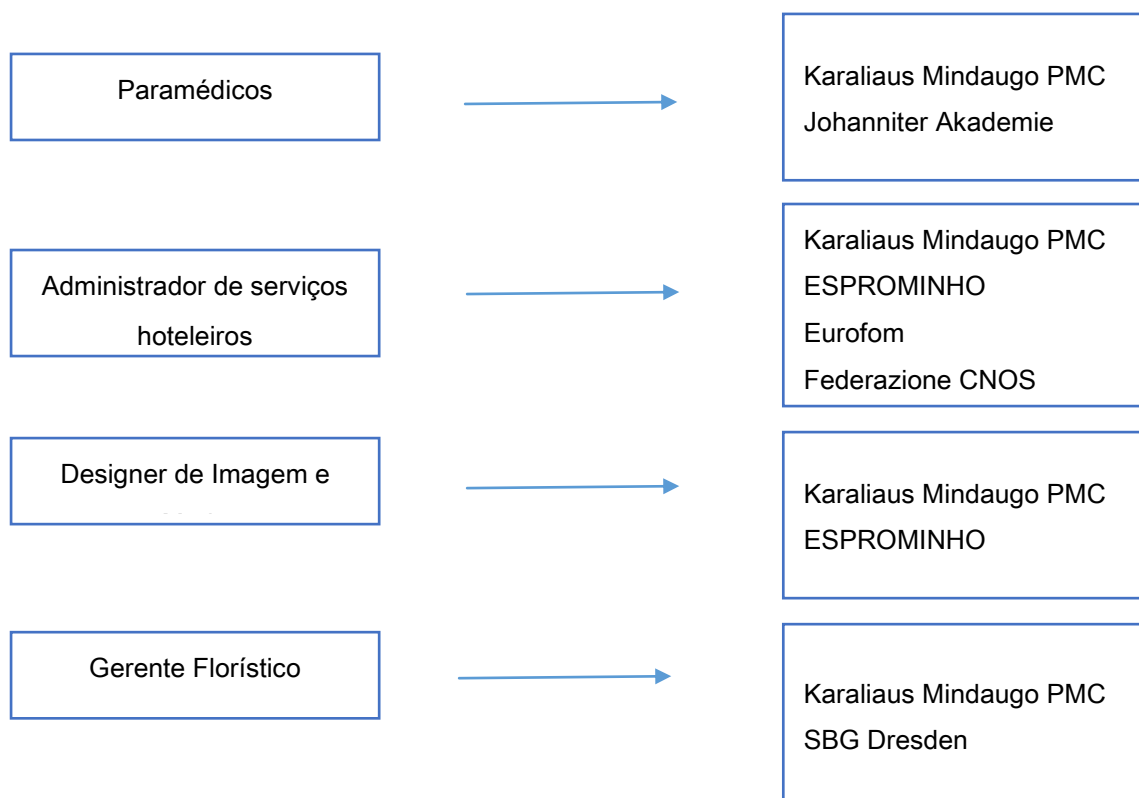 Paramédicos
Karaliaus Mindaugo PMC
Johanniter Akademie
Administrador de serviços
hoteleiros
Karaliaus Mindaugo PMC
ESPROMINHO
Eurofom
Federazione CNOS
Designer de Imagem e
Karaliaus Mindaugo PMC
ESPROMINHO
Gerente Florístico
Karaliaus Mindaugo PMC
SBG Dresden